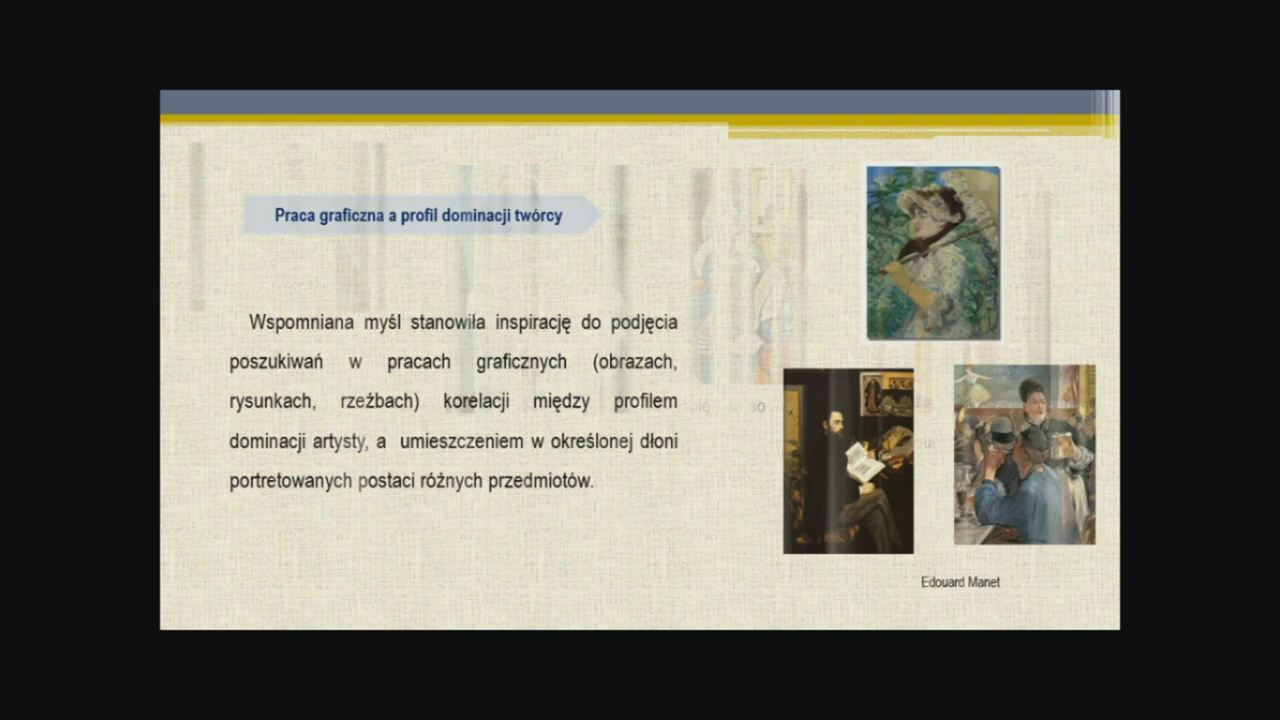 Praca graficzna a profil dominacji twórcy
Wspomniana myśl stanowiła inspirację do podjęcia
poszukiwań w pracach graficznych (obrazach,
rysunkach, rzeźbach) korelacji między profilem
dominacji artysty, a umieszczeniem w określonej dłoni
portretowanych postaci różnych przedmiotów.
Edouard Manet